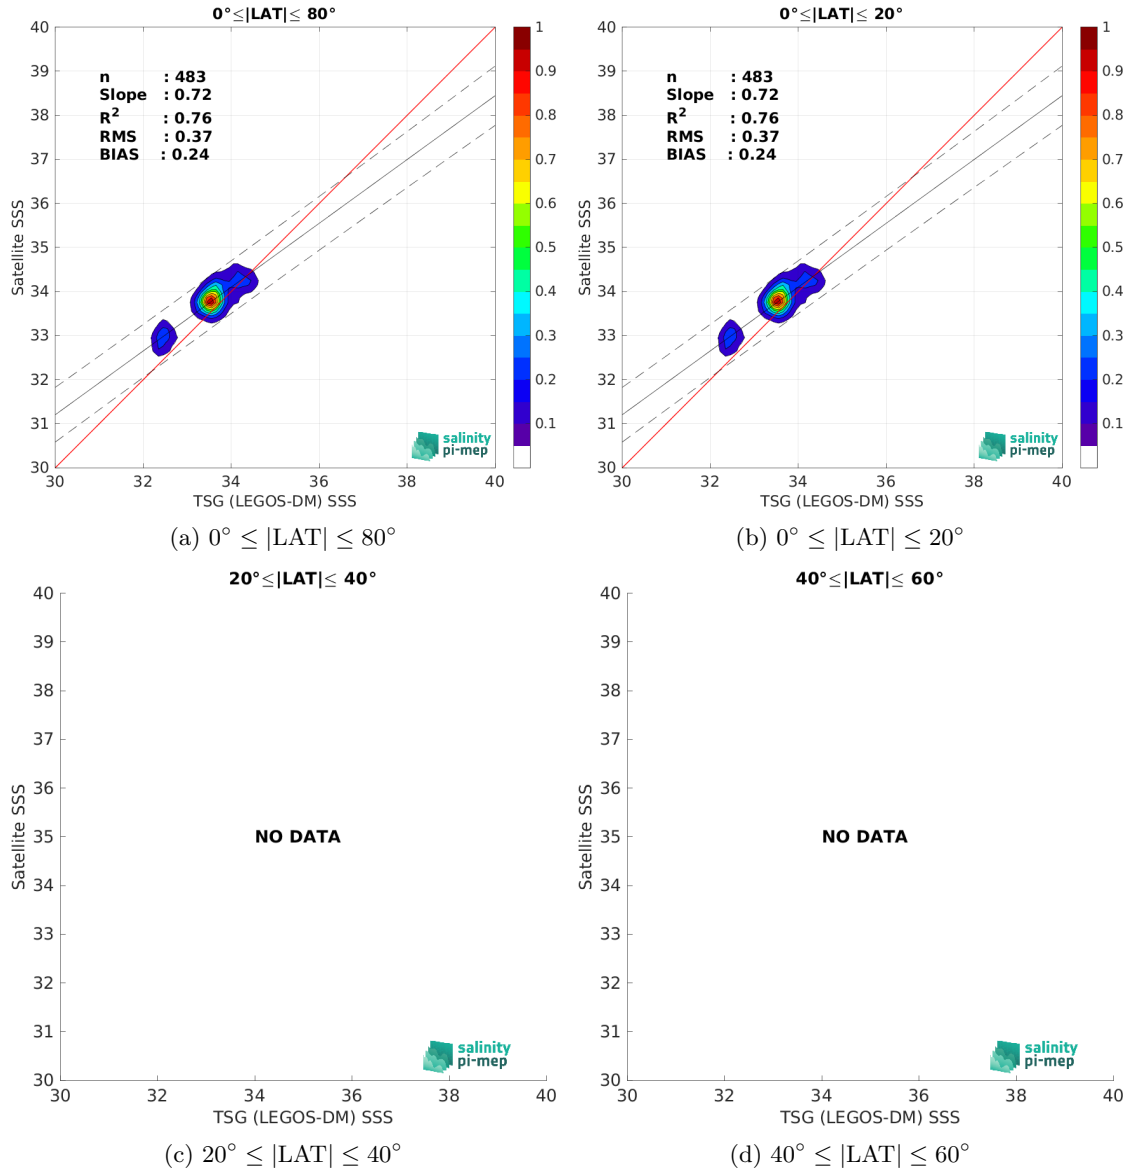 0°≤|LAT|≤ 80°
40
39
38
37
36
35
34
33
32
31
30
Satellite SSS
n : 483
Slope : 0.72
R² : 0.76
RMS : 0.37
BIAS : 0.24
salinity
pi-mep
30 32 34 36 38 40
TSG (LEGOS-DM) SSS
1
0.9
0.8
0.7
0.6
0.5
0.4
0.3
0.2
0.1
(a) 0° ≤ |LAT| ≤ 80°
0°≤|LAT|≤ 20°
40
39
38
37
36
35
34
33
32
31
30
Satellite SSS
n : 483
Slope : 0.72
R² : 0.76
RMS : 0.37
BIAS : 0.24
salinity
pi-mep
30 32 34 36 38 40
TSG (LEGOS-DM) SSS
1
0.9
0.8
0.7
0.6
0.5
0.4
0.3
0.2
0.1
(b) 0° ≤ |LAT| ≤ 20°
20°≤|LAT|≤ 40°
40
39
38
37
36
35
34
33
32
31
30
Satellite SSS
NO DATA
salinity
pi-mep
30 32 34 36 38 40
TSG (LEGOS-DM) SSS
(c) 20° ≤ |LAT| ≤ 40°
40°≤|LAT|≤ 60°
40
39
38
37
36
35
34
33
32
31
30
Satellite SSS
NO DATA
salinity
pi-mep
30 32 34 36 38 40
TSG (LEGOS-DM) SSS
(d) 40° ≤ |LAT| ≤ 60°